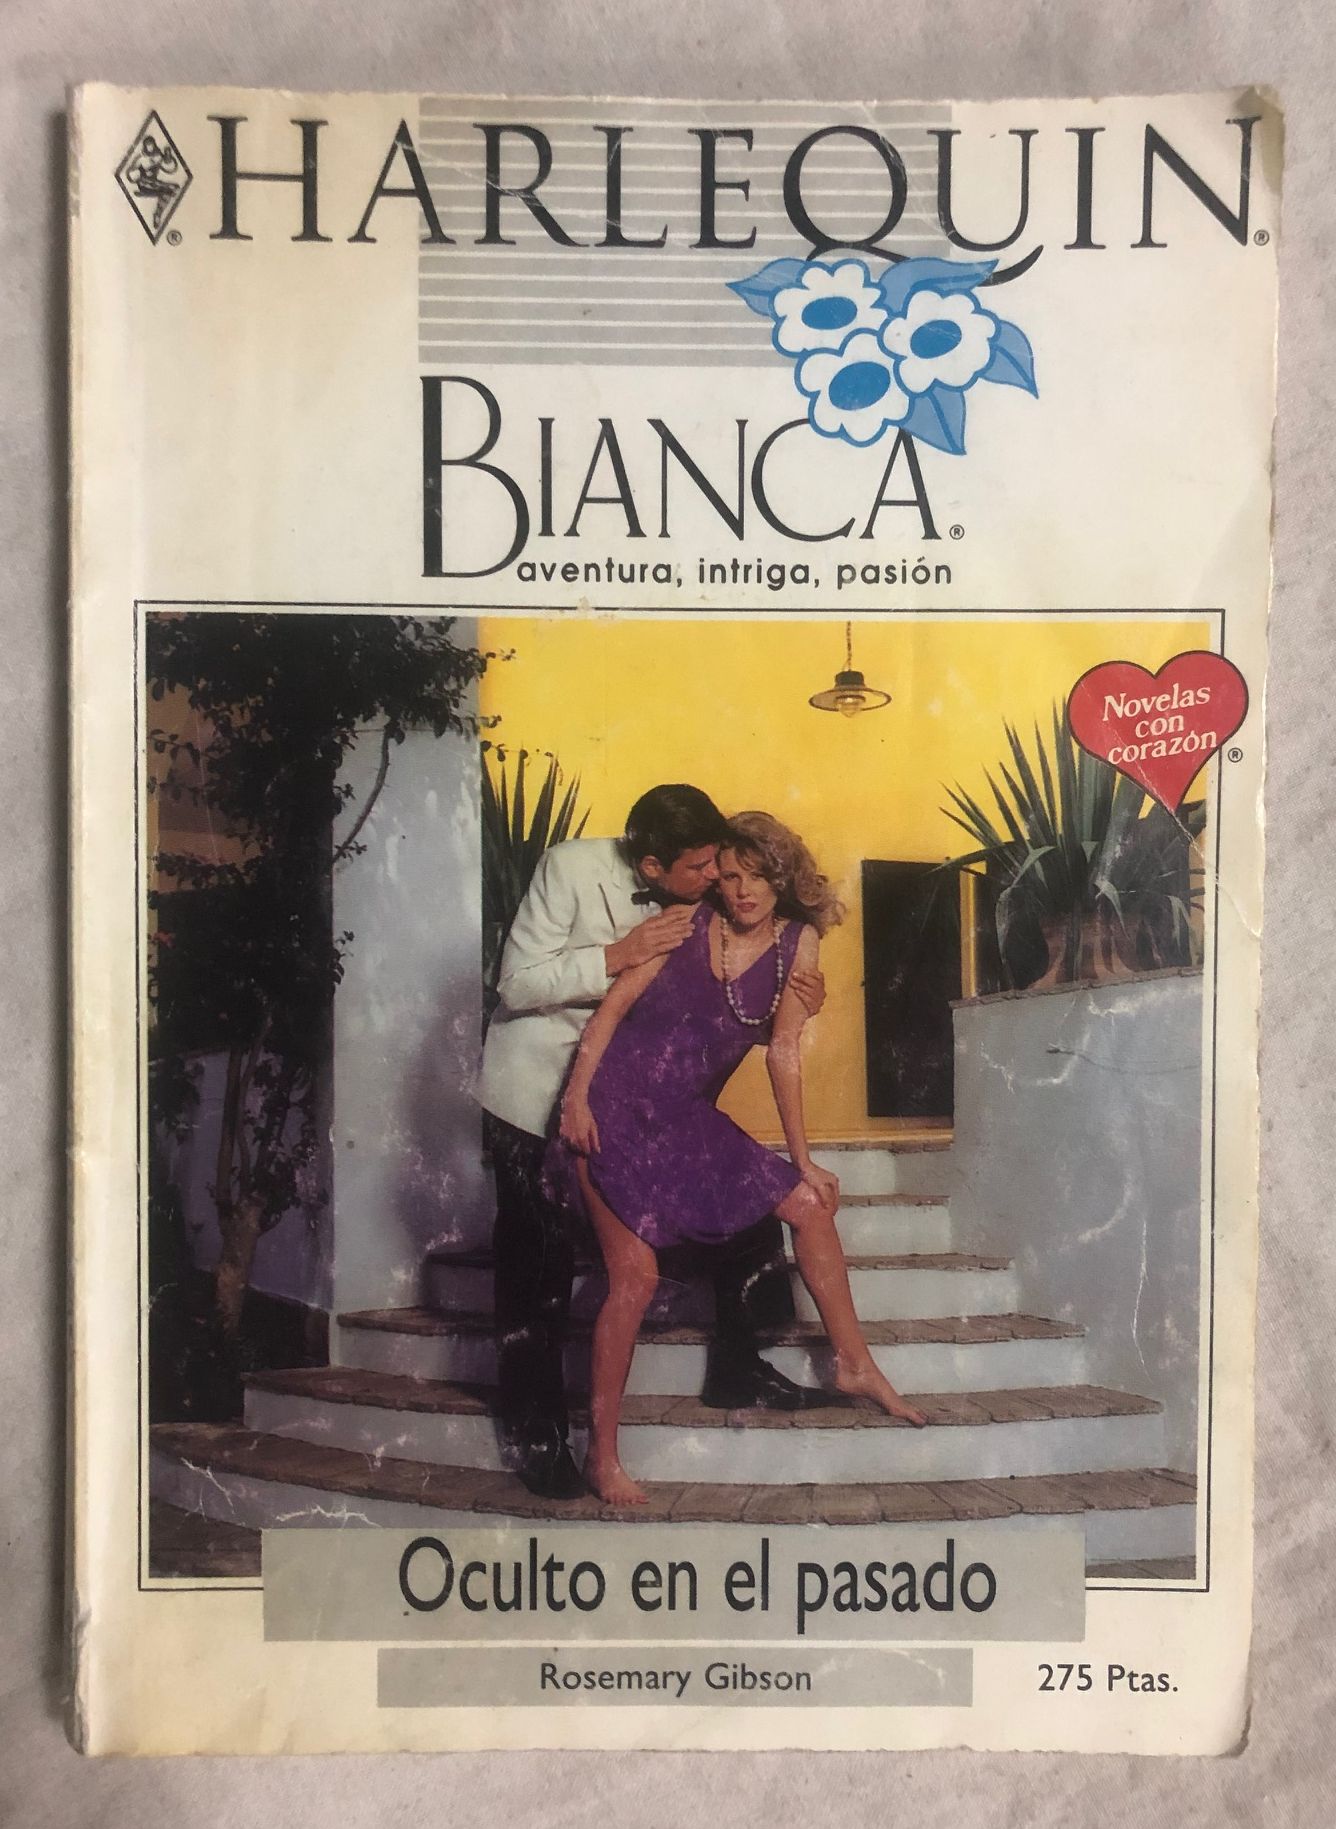 HARLEQUIN®
BIANCA®
aventura, intriga, pasión
Novelas
con
corazón®
Oculto en el pasado
Rosemary Gibson
275 Ptas.